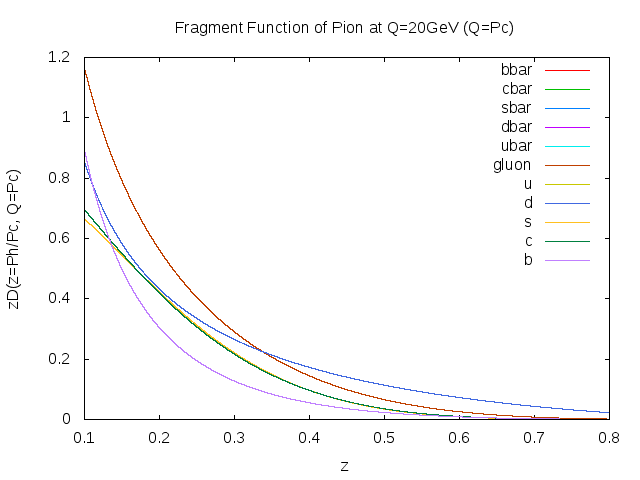 Fragment Function of Pion at Q=20GeV (Q=Pc)
zD(z=Ph/Pc, Q=Pc)
1.2
1
0.8
0.6
0.4
0.2
0
bbar
cbar
sbar
dbar
ubar
gluon
u
d
s
c
b
0.1 0.2 0.3 0.4 0.5 0.6 0.7 0.8
z